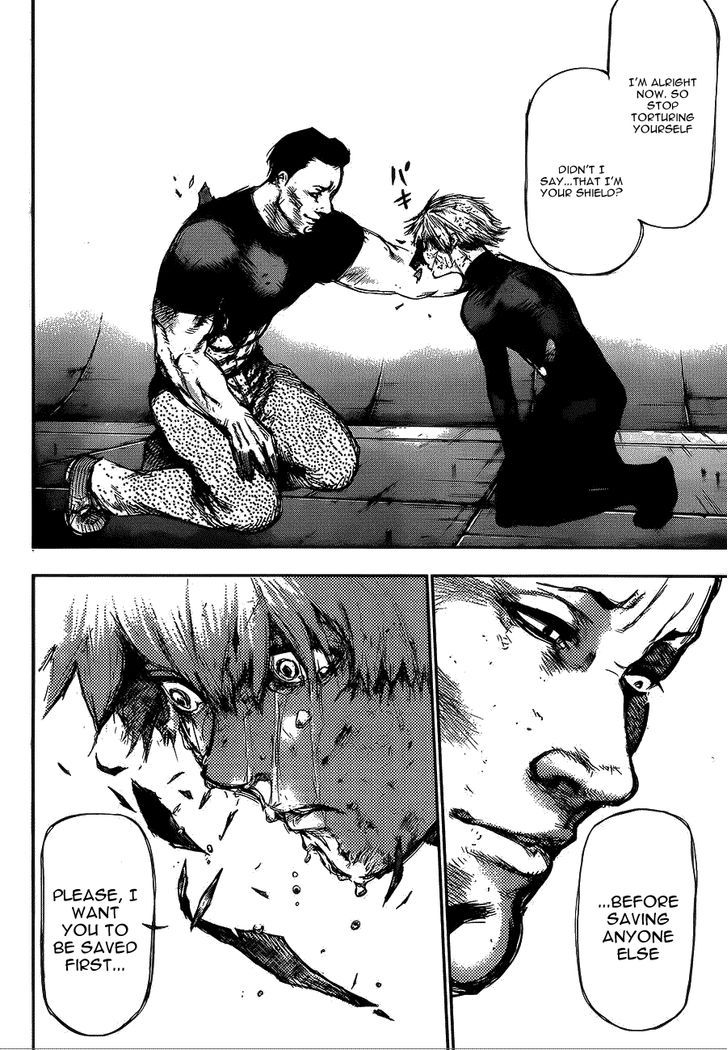 I'M ALRIGHT
NOW. SO
STOP
TORTURING
YOURSELF
DIDN'T I
SAY...THAT I'M
YOUR SHIELD?
バキ
...BEFORE
SAVING
ANYONE
ELSE
PLEASE, I
WANT
YOU TO
BE SAVED
FIRST...